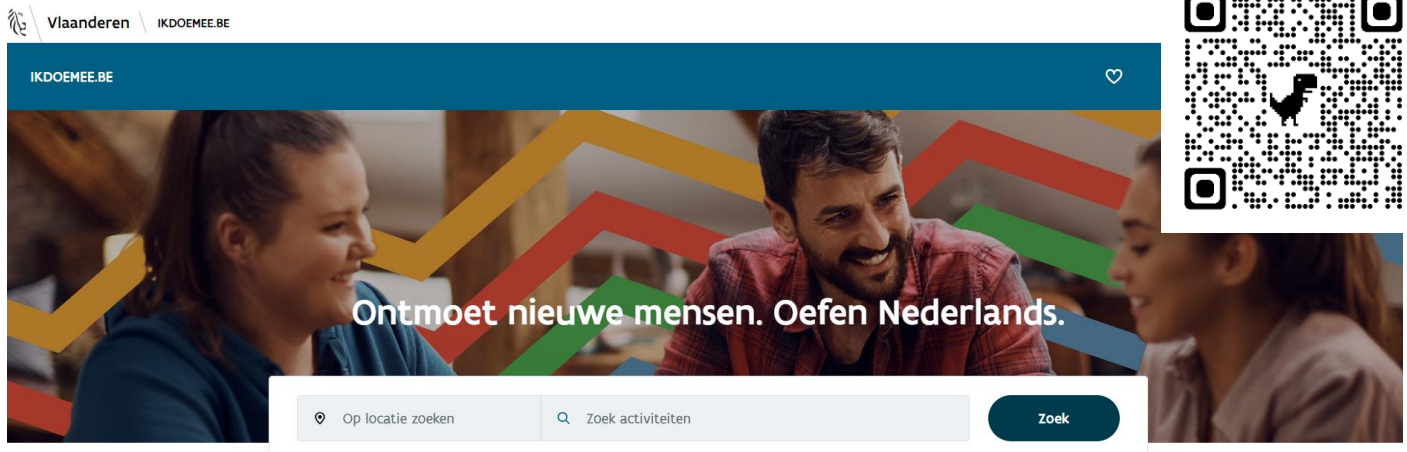 Vlaanderen IKDOEMEE.BE
IKDOEMEE.BE
Ontmoet nieuwe mensen. Oefen Nederlands.
Op locatie zoeken Zoek activiteiten Zoek